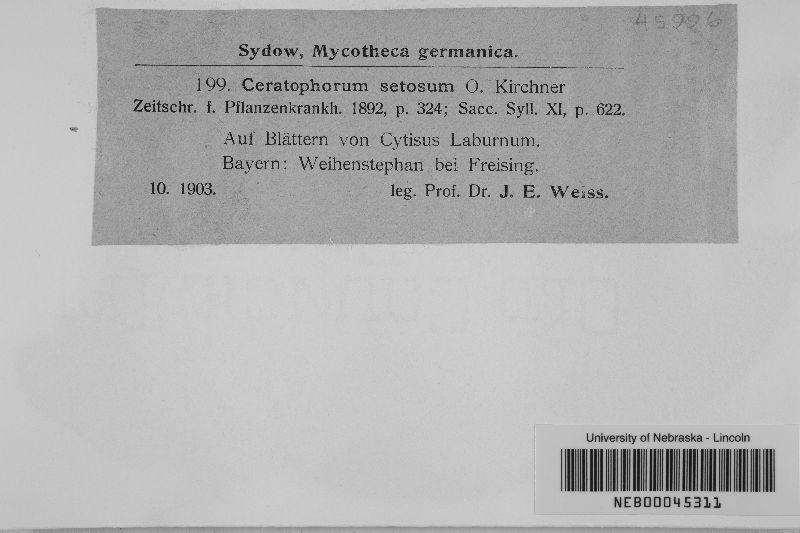 45926
Sydow, Mycotheca germanica.
199. Ceratophorum setosum O. Kirchner
Zeitschr. f. Pflanzenkrankh. 1892, p. 324; Sacc. Syll. XI, p. 622.
Auf Blättern von Cytisus Laburnum.
Bayern: Weihenstephan bei Freising.
10. 1903. leg. Prof. Dr. J. E. Weiss.
University of Nebraska - Lincoln
NEB00045311